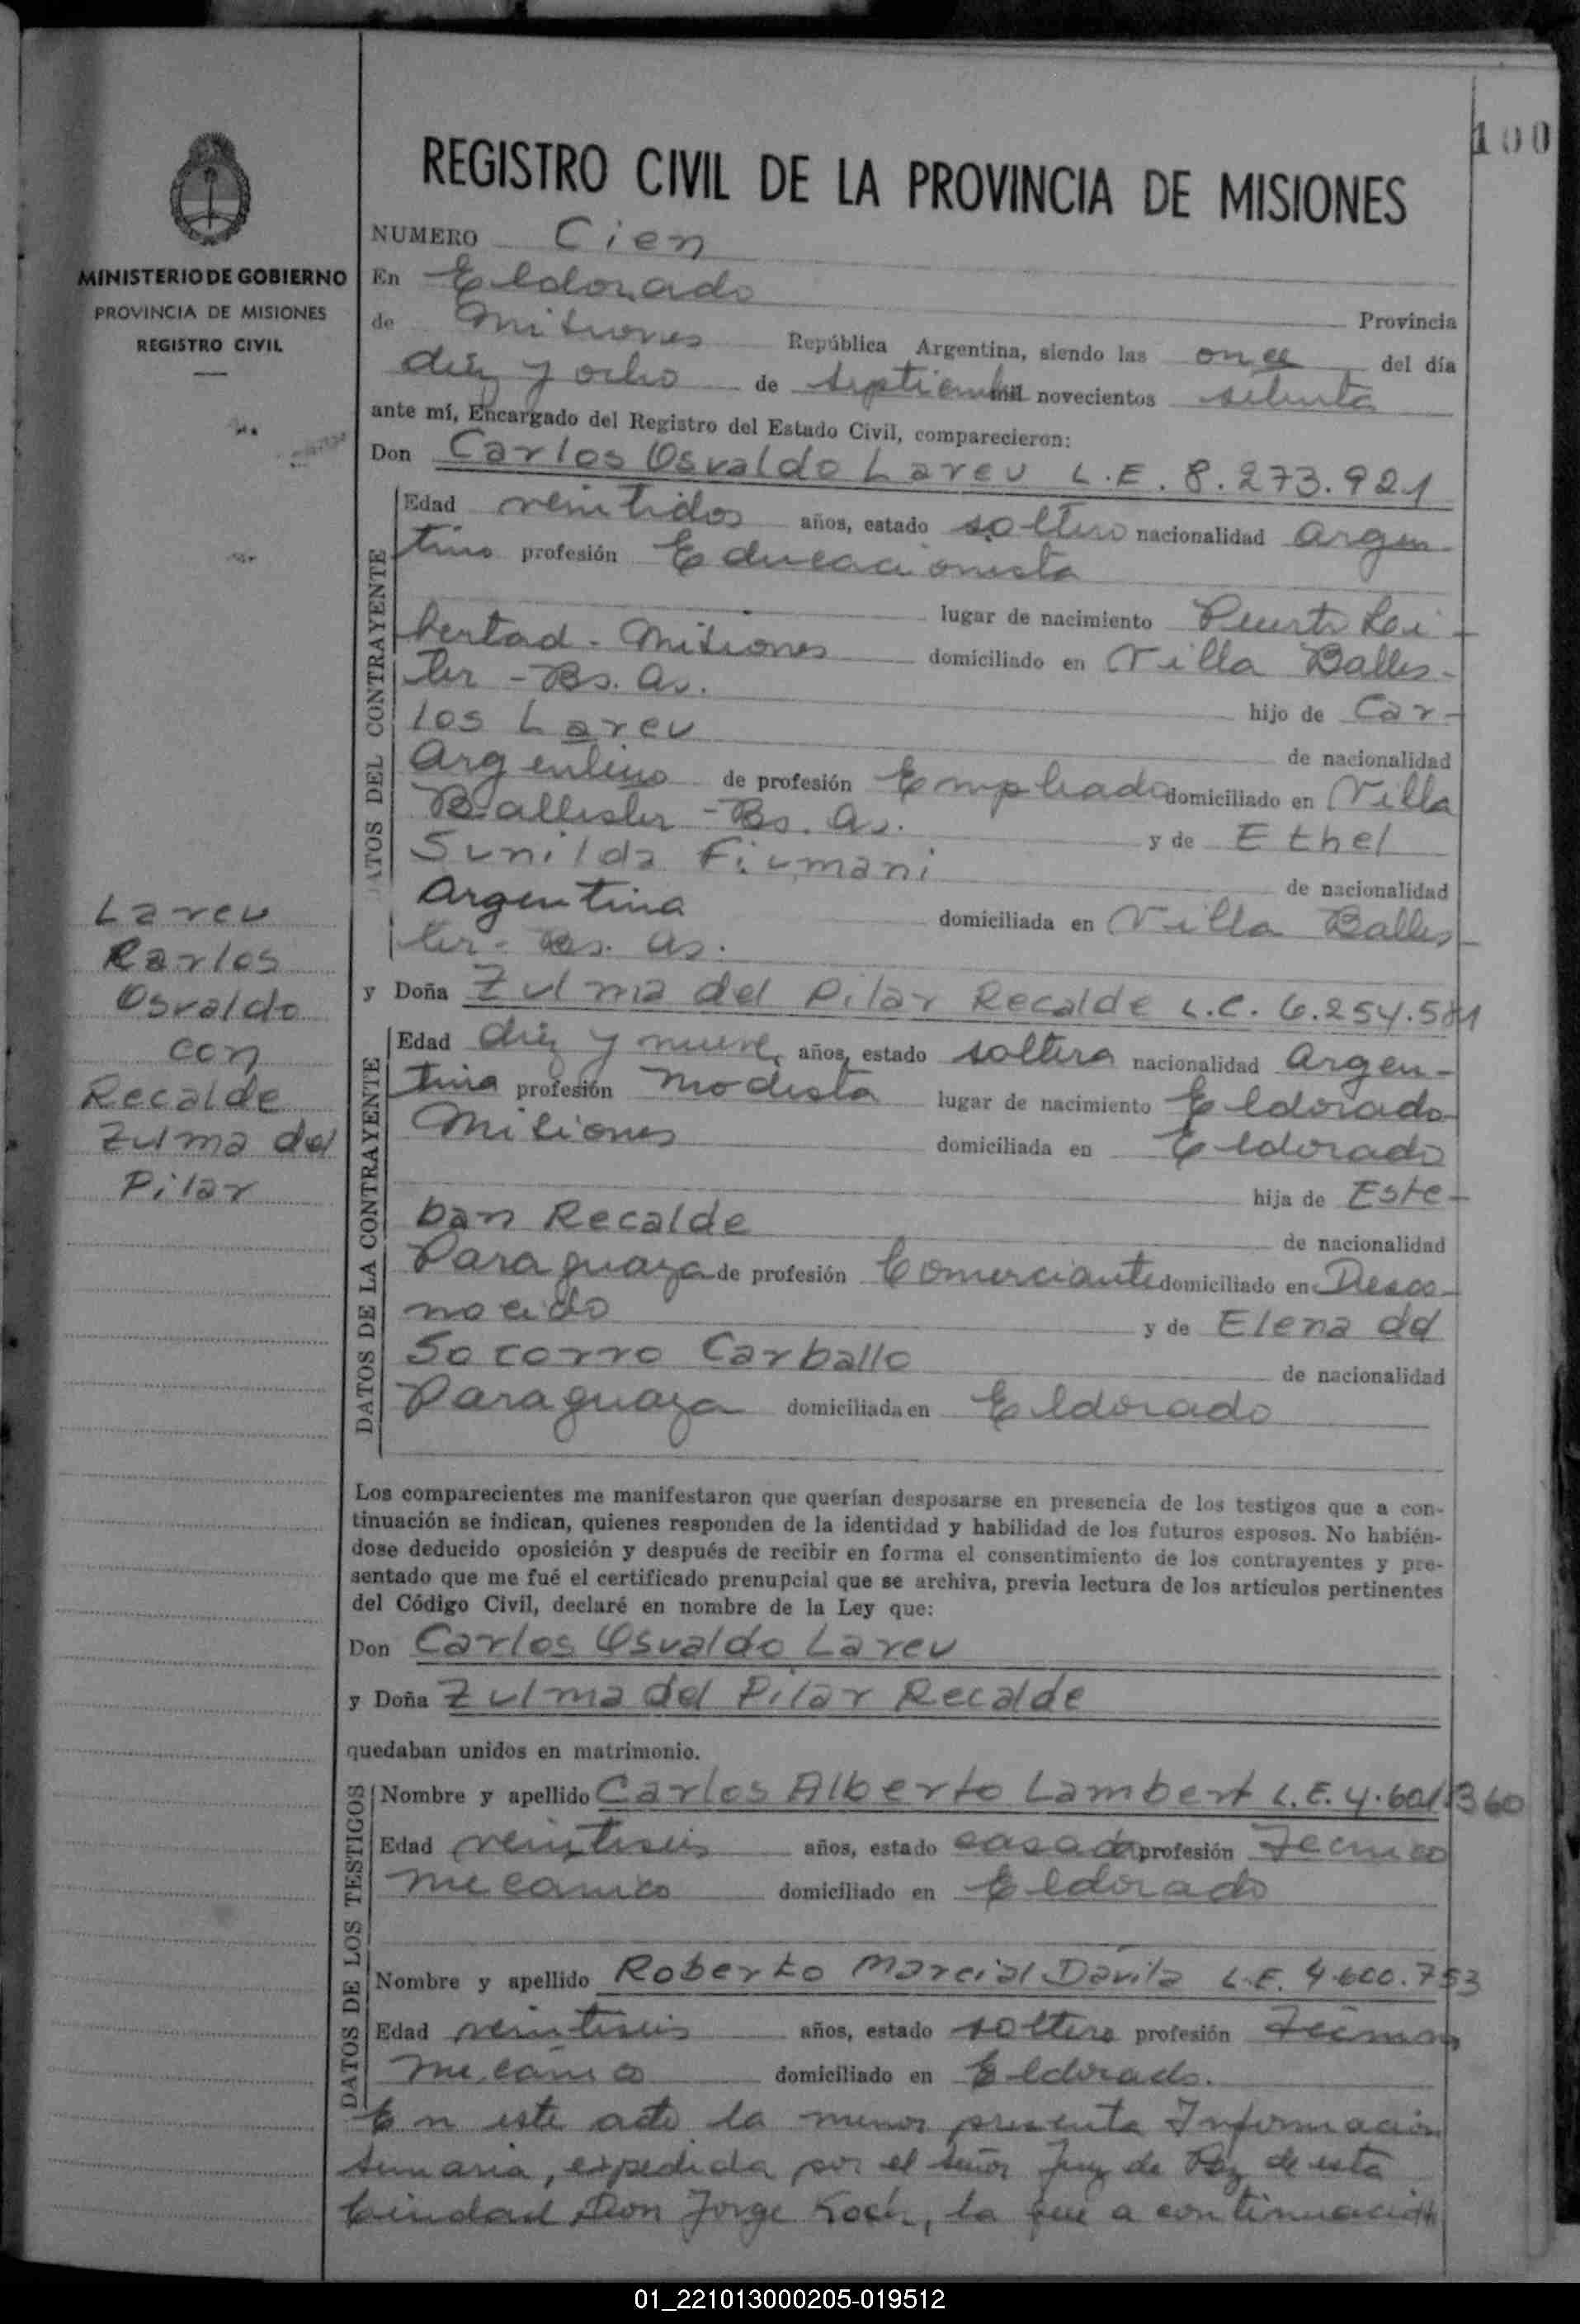 100
MINISTERIO DE GOBIERNO
PROVINCIA DE MISIONES
REGISTRO CIVIL
Lareu
Carlos
Osvaldo
con
Recalde
Zulma del
Pilar
REGISTRO CIVIL DE LA PROVINCIA DE MISIONES
NUMERO Cien
En Eldorado Provincia
de Misiones República Argentina, siendo las once del día
diez y ocho de septiembre mil novecientos setenta
ante mí, Encargado del Registro del Estado Civil, comparecieron:
Don Carlos Osvaldo Lareu L.E. 8.273.921
DATOS DEL CONTRAYENTE
Edad veintidos años, estado soltero nacionalidad Argen-
tino profesión Educacionista
lugar de nacimiento Puerto Li-
bertad - Misiones domiciliado en Villa Balles-
ter - Bs. As.
hijo de Car-
los Lareu
de nacionalidad
Argentino de profesión Empleado domiciliado en Villa
Ballester - Bs. As. y de Ethel
Sunilda Fiumani de nacionalidad
Argentina domiciliada en Villa Balles-
ter - Bs. As.
y Doña Zulma del Pilar Recalde L.C. 6.254.581
DATOS DE LA CONTRAYENTE
Edad diez y nueve años, estado soltera nacionalidad Argen-
tina profesión Modista lugar de nacimiento Eldorado
Misiones domiciliada en Eldorado
hija de Este-
ban Recalde de nacionalidad
Paraguaya de profesión Comerciante domiciliado en Desco-
nocido y de Elena del
Socorro Carballo de nacionalidad
Paraguaya domiciliada en Eldorado
Los comparecientes me manifestaron que querían desposarse en presencia de los testigos que a con-
tinuación se indican, quienes responden de la identidad y habilidad de los futuros esposos. No habién-
dose deducido oposición y después de recibir en forma el consentimiento de los contrayentes y pre-
sentado que me fué el certificado prenupcial que se archiva, previa lectura de los artículos pertinentes
del Código Civil, declaré en nombre de la Ley que:
Don Carlos Osvaldo Lareu
y Doña Zulma del Pilar Recalde
quedaban unidos en matrimonio.
DATOS DE LOS TESTIGOS
Nombre y apellido Carlos Alberto Lambert L.E. 4.601.360
Edad veintiseis años, estado casado profesión Tecnico
mecanico domiciliado en Eldorado
Nombre y apellido Roberto Marcial Davila L.E. 4.600.753
Edad veintiseis años, estado soltero profesión Técnico
mecánico domiciliado en Eldorado.
En este acto la menor presenta Información
Sumaria, expedida por el señor Juez de Paz de esta
Ciudad Don Jorge Koch, la que a continuación
01_221013000205-019512